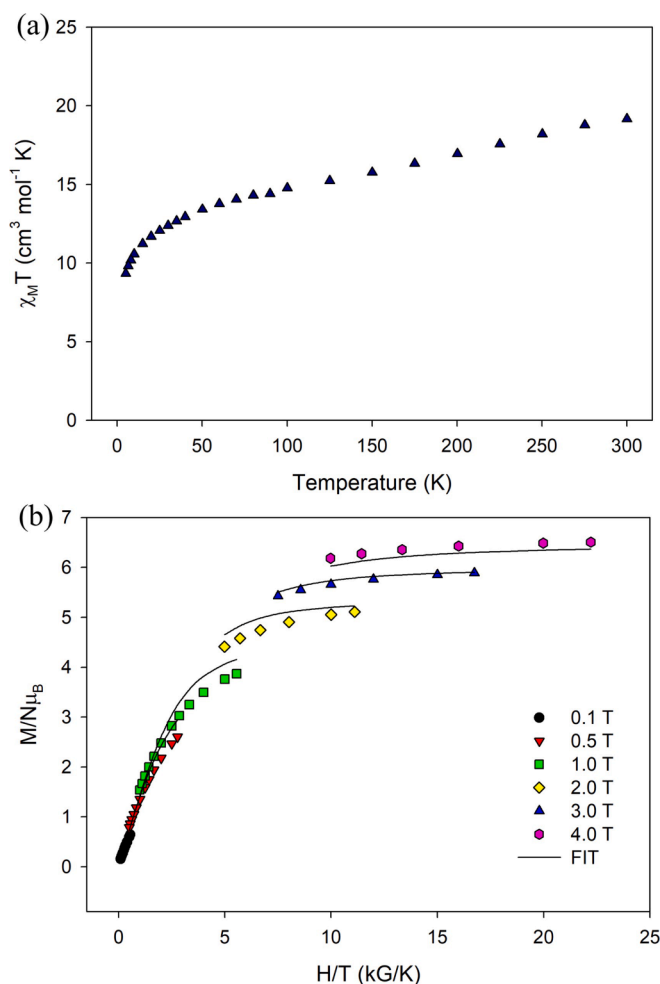 (a)
25
20
15
10
5
0
χMT (cm³ mol⁻¹ K)
0 50 100 150 200 250 300
Temperature (K)
(b)
7
6
5
4
3
2
1
0
M/NμB
0.1 T
0.5 T
1.0 T
2.0 T
3.0 T
4.0 T
FIT
0 5 10 15 20 25
H/T (kG/K)